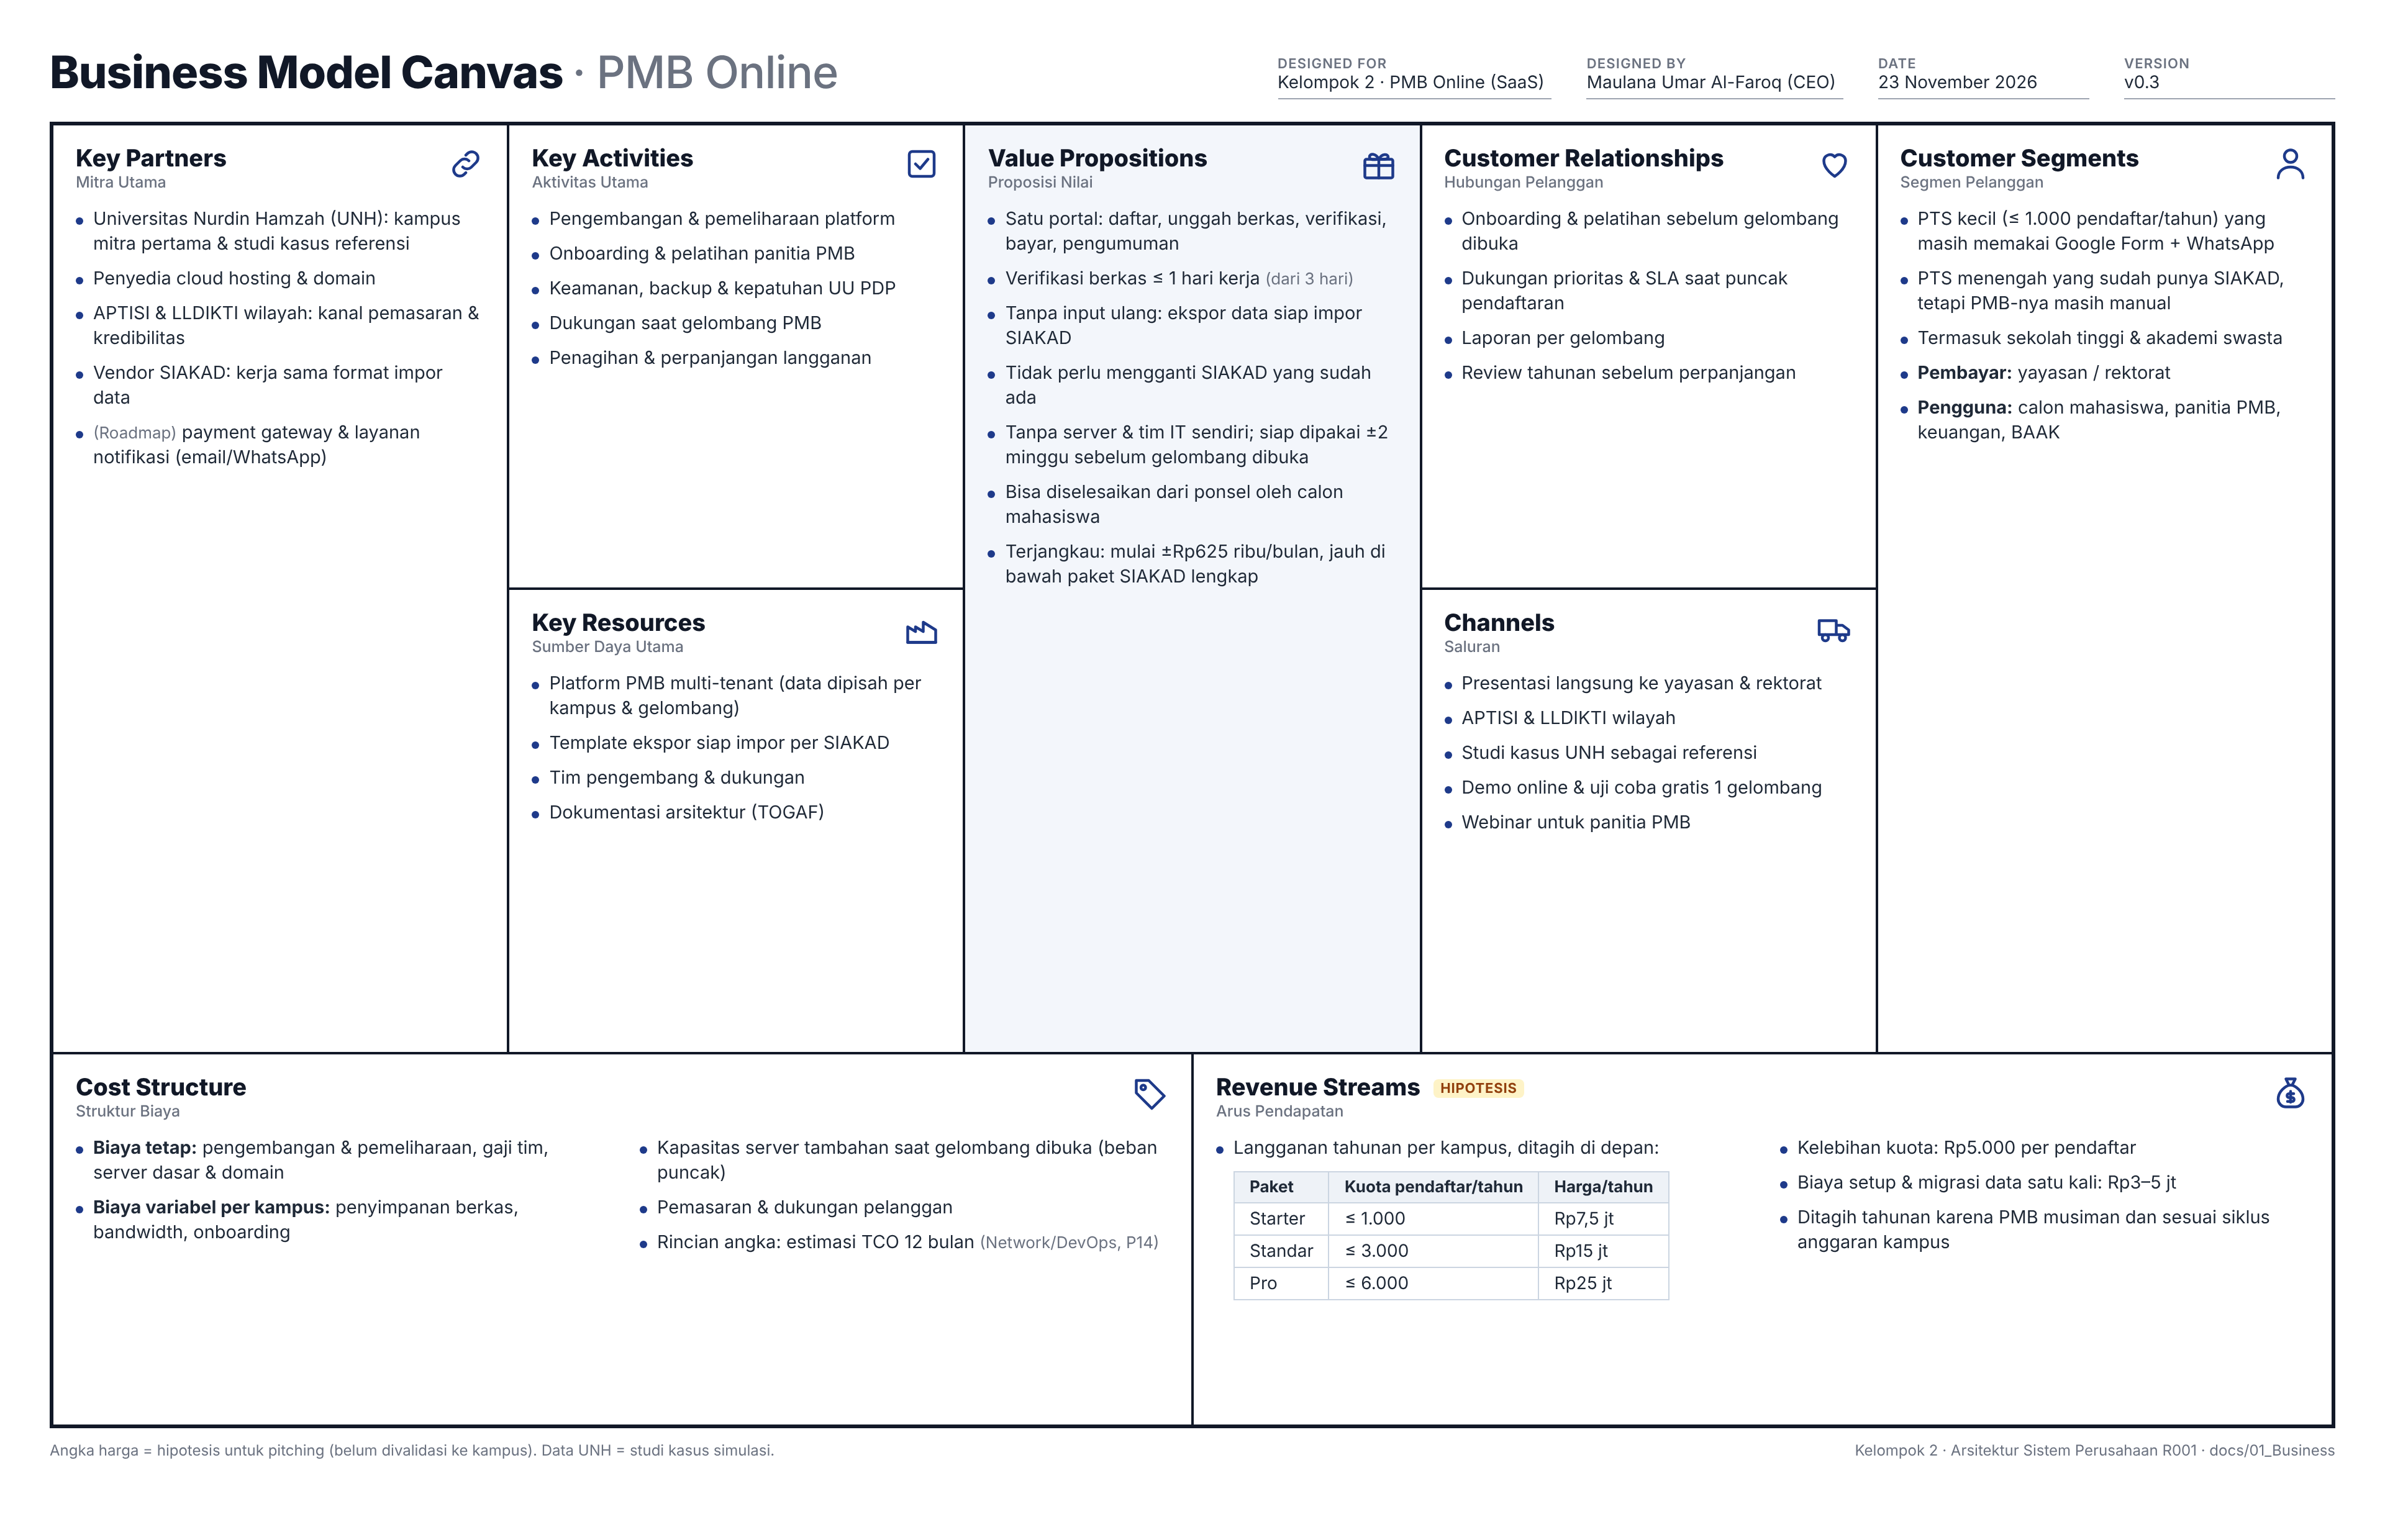 Business Model Canvas · PMB Online
DESIGNED FOR
Kelompok 2 · PMB Online (SaaS)
DESIGNED BY
Maulana Umar Al-Faroq (CEO)
DATE
23 November 2026
VERSION
v0.3
Key Partners
Mitra Utama
Universitas Nurdin Hamzah (UNH): kampus
mitra pertama & studi kasus referensi
Penyedia cloud hosting & domain
APTISI & LLDIKTI wilayah: kanal pemasaran &
kredibilitas
Vendor SIAKAD: kerja sama format impor
data
(Roadmap) payment gateway & layanan
notifikasi (email/WhatsApp)
Key Activities
Aktivitas Utama
Pengembangan & pemeliharaan platform
Onboarding & pelatihan panitia PMB
Keamanan, backup & kepatuhan UU PDP
Dukungan saat gelombang PMB
Penagihan & perpanjangan langganan
Key Resources
Sumber Daya Utama
Platform PMB multi-tenant (data dipisah per
kampus & gelombang)
Template ekspor siap impor per SIAKAD
Tim pengembang & dukungan
Dokumentasi arsitektur (TOGAF)
Value Propositions
Proposisi Nilai
Satu portal: daftar, unggah berkas, verifikasi,
bayar, pengumuman
Verifikasi berkas ≤ 1 hari kerja (dari 3 hari)
Tanpa input ulang: ekspor data siap impor
SIAKAD
Tidak perlu mengganti SIAKAD yang sudah
ada
Tanpa server & tim IT sendiri; siap dipakai ±2
minggu sebelum gelombang dibuka
Bisa diselesaikan dari ponsel oleh calon
mahasiswa
Terjangkau: mulai ±Rp625 ribu/bulan, jauh di
bawah paket SIAKAD lengkap
Customer Relationships
Hubungan Pelanggan
Onboarding & pelatihan sebelum gelombang
dibuka
Dukungan prioritas & SLA saat puncak
pendaftaran
Laporan per gelombang
Review tahunan sebelum perpanjangan
Channels
Saluran
Presentasi langsung ke yayasan & rektorat
APTISI & LLDIKTI wilayah
Studi kasus UNH sebagai referensi
Demo online & uji coba gratis 1 gelombang
Webinar untuk panitia PMB
Customer Segments
Segmen Pelanggan
PTS kecil (≤ 1.000 pendaftar/tahun) yang
masih memakai Google Form + WhatsApp
PTS menengah yang sudah punya SIAKAD,
tetapi PMB-nya masih manual
Termasuk sekolah tinggi & akademi swasta
Pembayar: yayasan / rektorat
Pengguna: calon mahasiswa, panitia PMB,
keuangan, BAAK
Cost Structure
Struktur Biaya
Biaya tetap: pengembangan & pemeliharaan, gaji tim,
server dasar & domain
Biaya variabel per kampus: penyimpanan berkas,
bandwidth, onboarding
Kapasitas server tambahan saat gelombang dibuka (beban
puncak)
Pemasaran & dukungan pelanggan
Rincian angka: estimasi TCO 12 bulan (Network/DevOps, P14)
Revenue Streams HIPOTESIS
Arus Pendapatan
Langganan tahunan per kampus, ditagih di depan:
Paket Kuota pendaftar/tahun Harga/tahun
Starter ≤ 1.000 Rp7,5 jt
Standar ≤ 3.000 Rp15 jt
Pro ≤ 6.000 Rp25 jt
Kelebihan kuota: Rp5.000 per pendaftar
Biaya setup & migrasi data satu kali: Rp3–5 jt
Ditagih tahunan karena PMB musiman dan sesuai siklus
anggaran kampus
Angka harga = hipotesis untuk pitching (belum divalidasi ke kampus). Data UNH = studi kasus simulasi.
Kelompok 2 · Arsitektur Sistem Perusahaan R001 · docs/01_Business